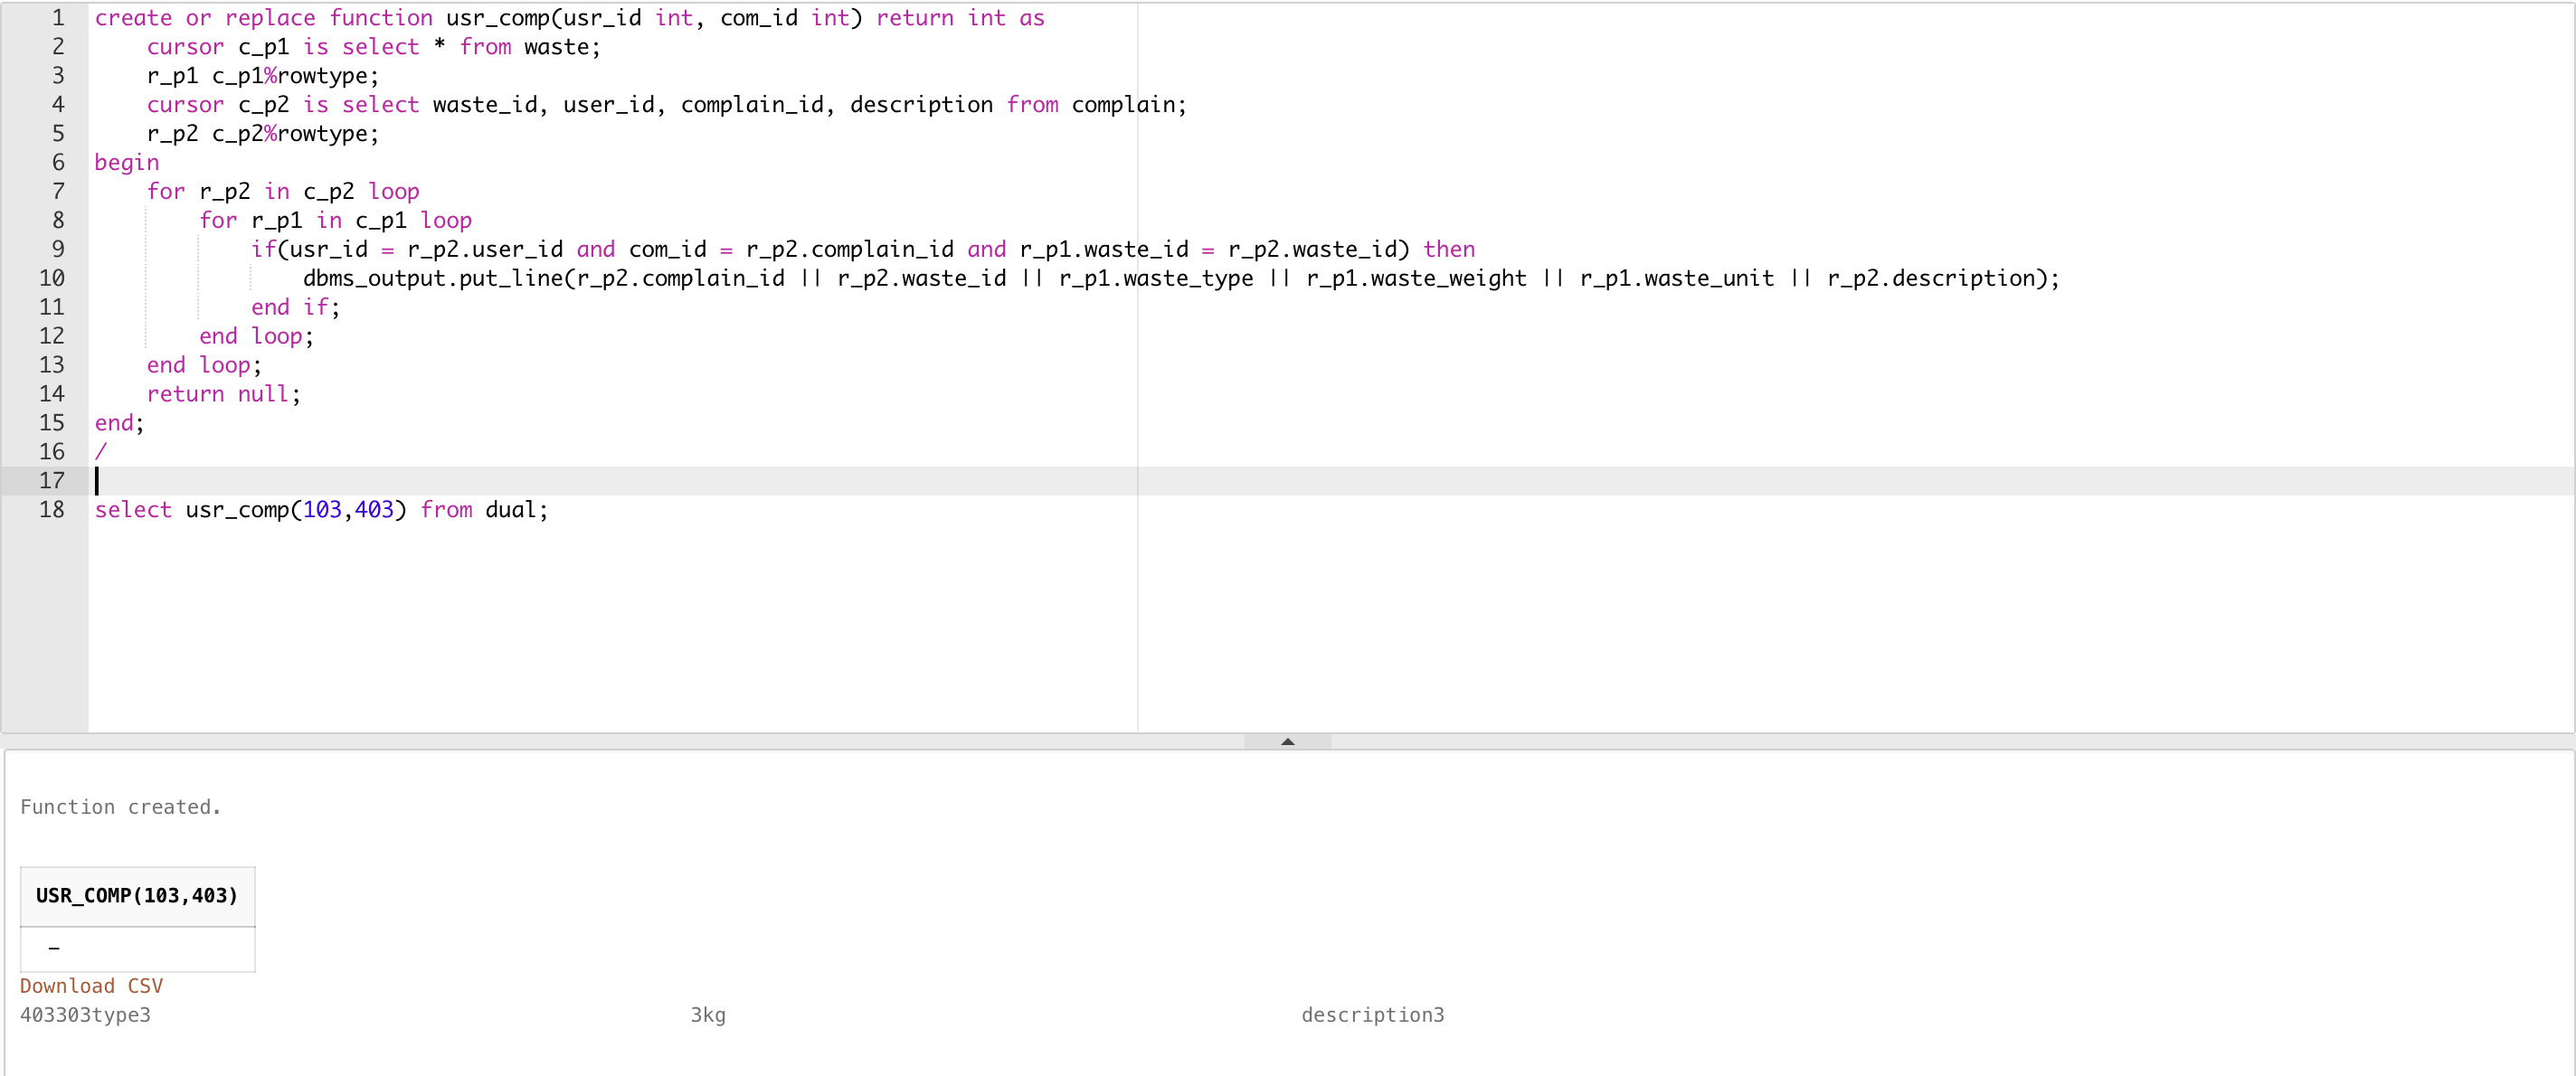 1 create or replace function usr_comp(usr_id int, com_id int) return int as
2     cursor c_p1 is select * from waste;
3     r_p1 c_p1%rowtype;
4     cursor c_p2 is select waste_id, user_id, complain_id, description from complain;
5     r_p2 c_p2%rowtype;
6 begin
7     for r_p2 in c_p2 loop
8         for r_p1 in c_p1 loop
9             if(usr_id = r_p2.user_id and com_id = r_p2.complain_id and r_p1.waste_id = r_p2.waste_id) then
10                 dbms_output.put_line(r_p2.complain_id || r_p2.waste_id || r_p1.waste_type || r_p1.waste_weight || r_p1.waste_unit || r_p2.description);
11             end if;
12         end loop;
13     end loop;
14     return null;
15 end;
16 /
17
18 select usr_comp(103,403) from dual;
Function created.
USR_COMP(103,403)
–
Download CSV
403303type3 3kg description3